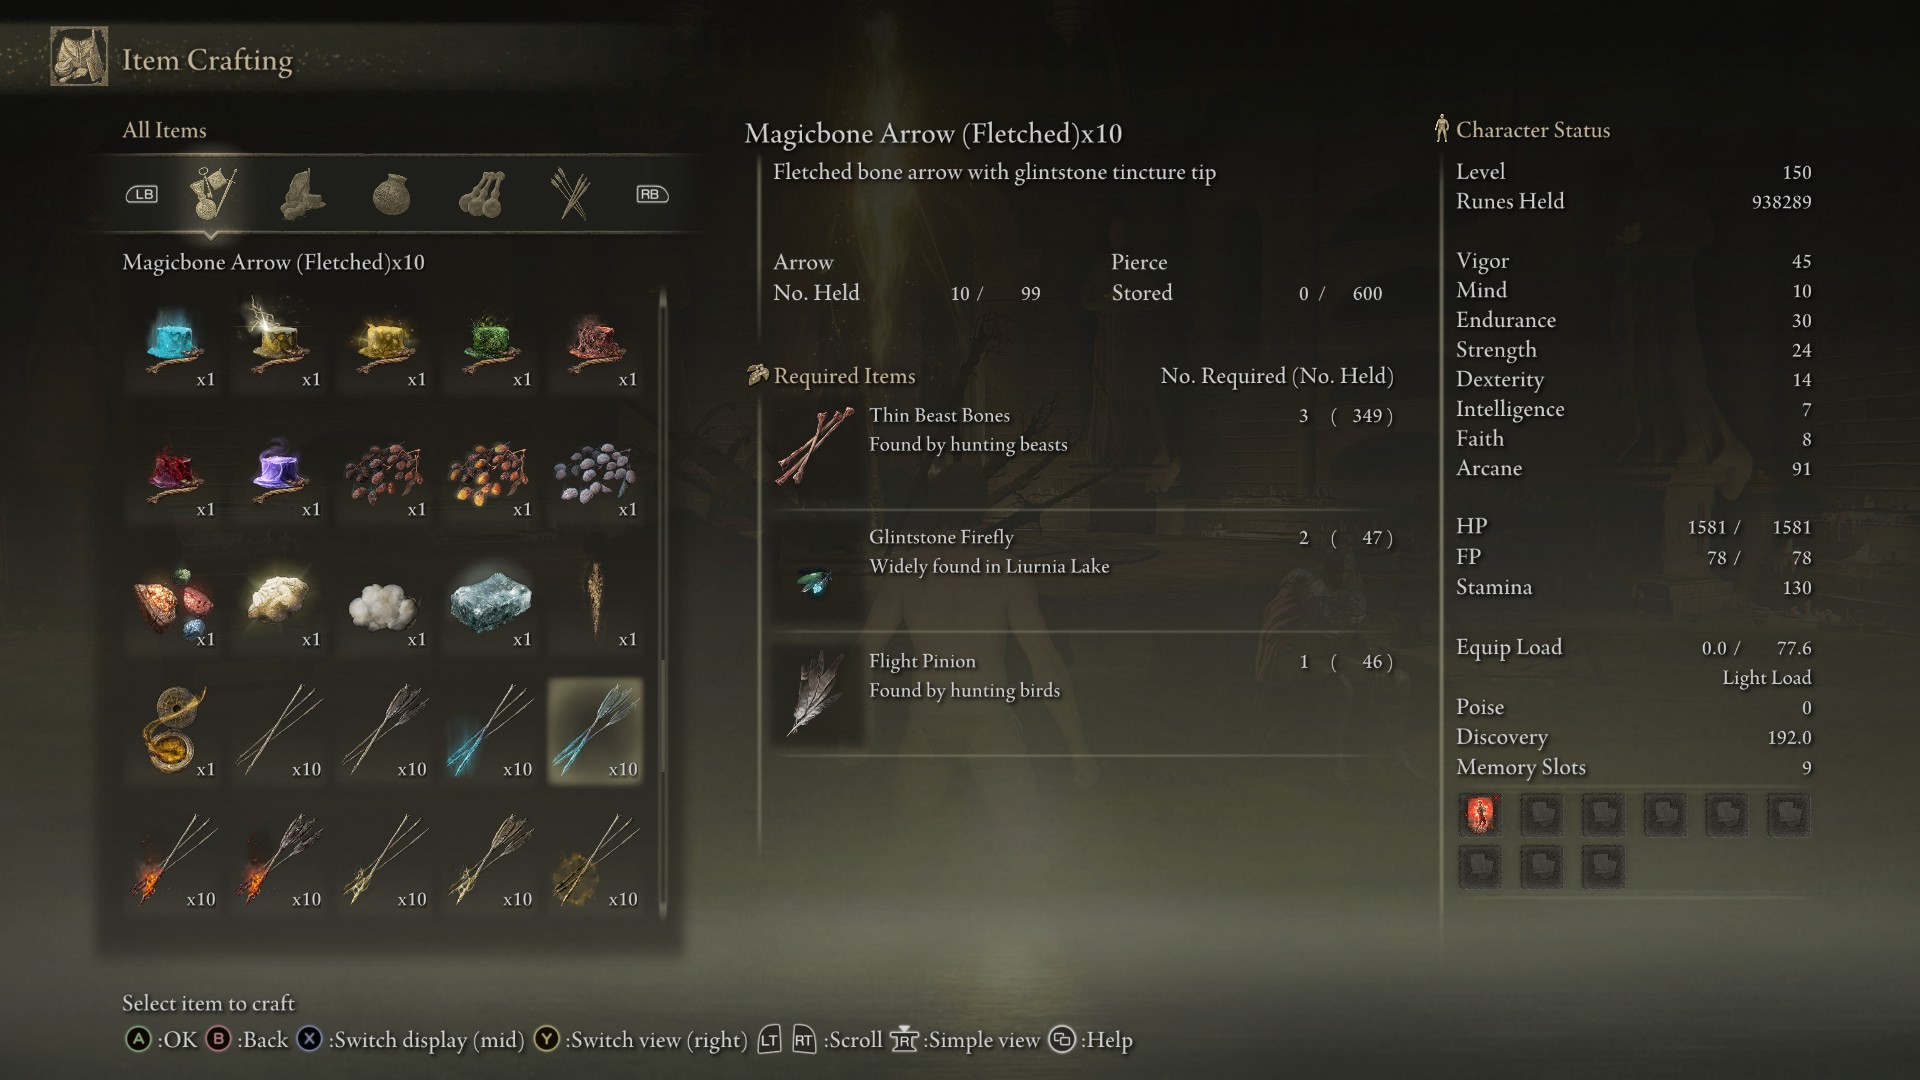 Item Crafting
All Items
LB
RB
Magicbone Arrow (Fletched)x10
x1 x1 x1 x1 x1
x1 x1 x1 x1 x1
x1 x1 x1 x1 x1
x1 x10 x10 x10 x10
x10 x10 x10 x10 x10
Magicbone Arrow (Fletched)x10
Fletched bone arrow with glintstone tincture tip
Arrow Pierce
No. Held 10 / 99 Stored 0 / 600
Required Items No. Required (No. Held)
Thin Beast Bones 3 ( 349 )
Found by hunting beasts
Glintstone Firefly 2 ( 47 )
Widely found in Liurnia Lake
Flight Pinion 1 ( 46 )
Found by hunting birds
Character Status
Level 150
Runes Held 938289
Vigor 45
Mind 10
Endurance 30
Strength 24
Dexterity 14
Intelligence 7
Faith 8
Arcane 91
HP 1581 / 1581
FP 78 / 78
Stamina 130
Equip Load 0.0 / 77.6
Light Load
Poise 0
Discovery 192.0
Memory Slots 9
Select item to craft
A :OK B :Back X :Switch display (mid) Y :Switch view (right) LT RT :Scroll R :Simple view :Help